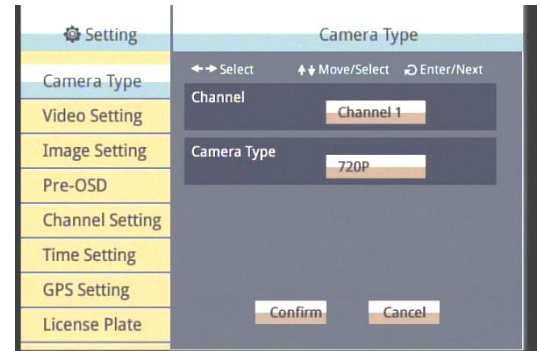 Setting
Camera Type
Camera Type
Video Setting
Image Setting
Pre-OSD
Channel Setting
Time Setting
GPS Setting
License Plate
Select Move/Select Enter/Next
Channel
Channel 1
Camera Type
720P
Confirm Cancel